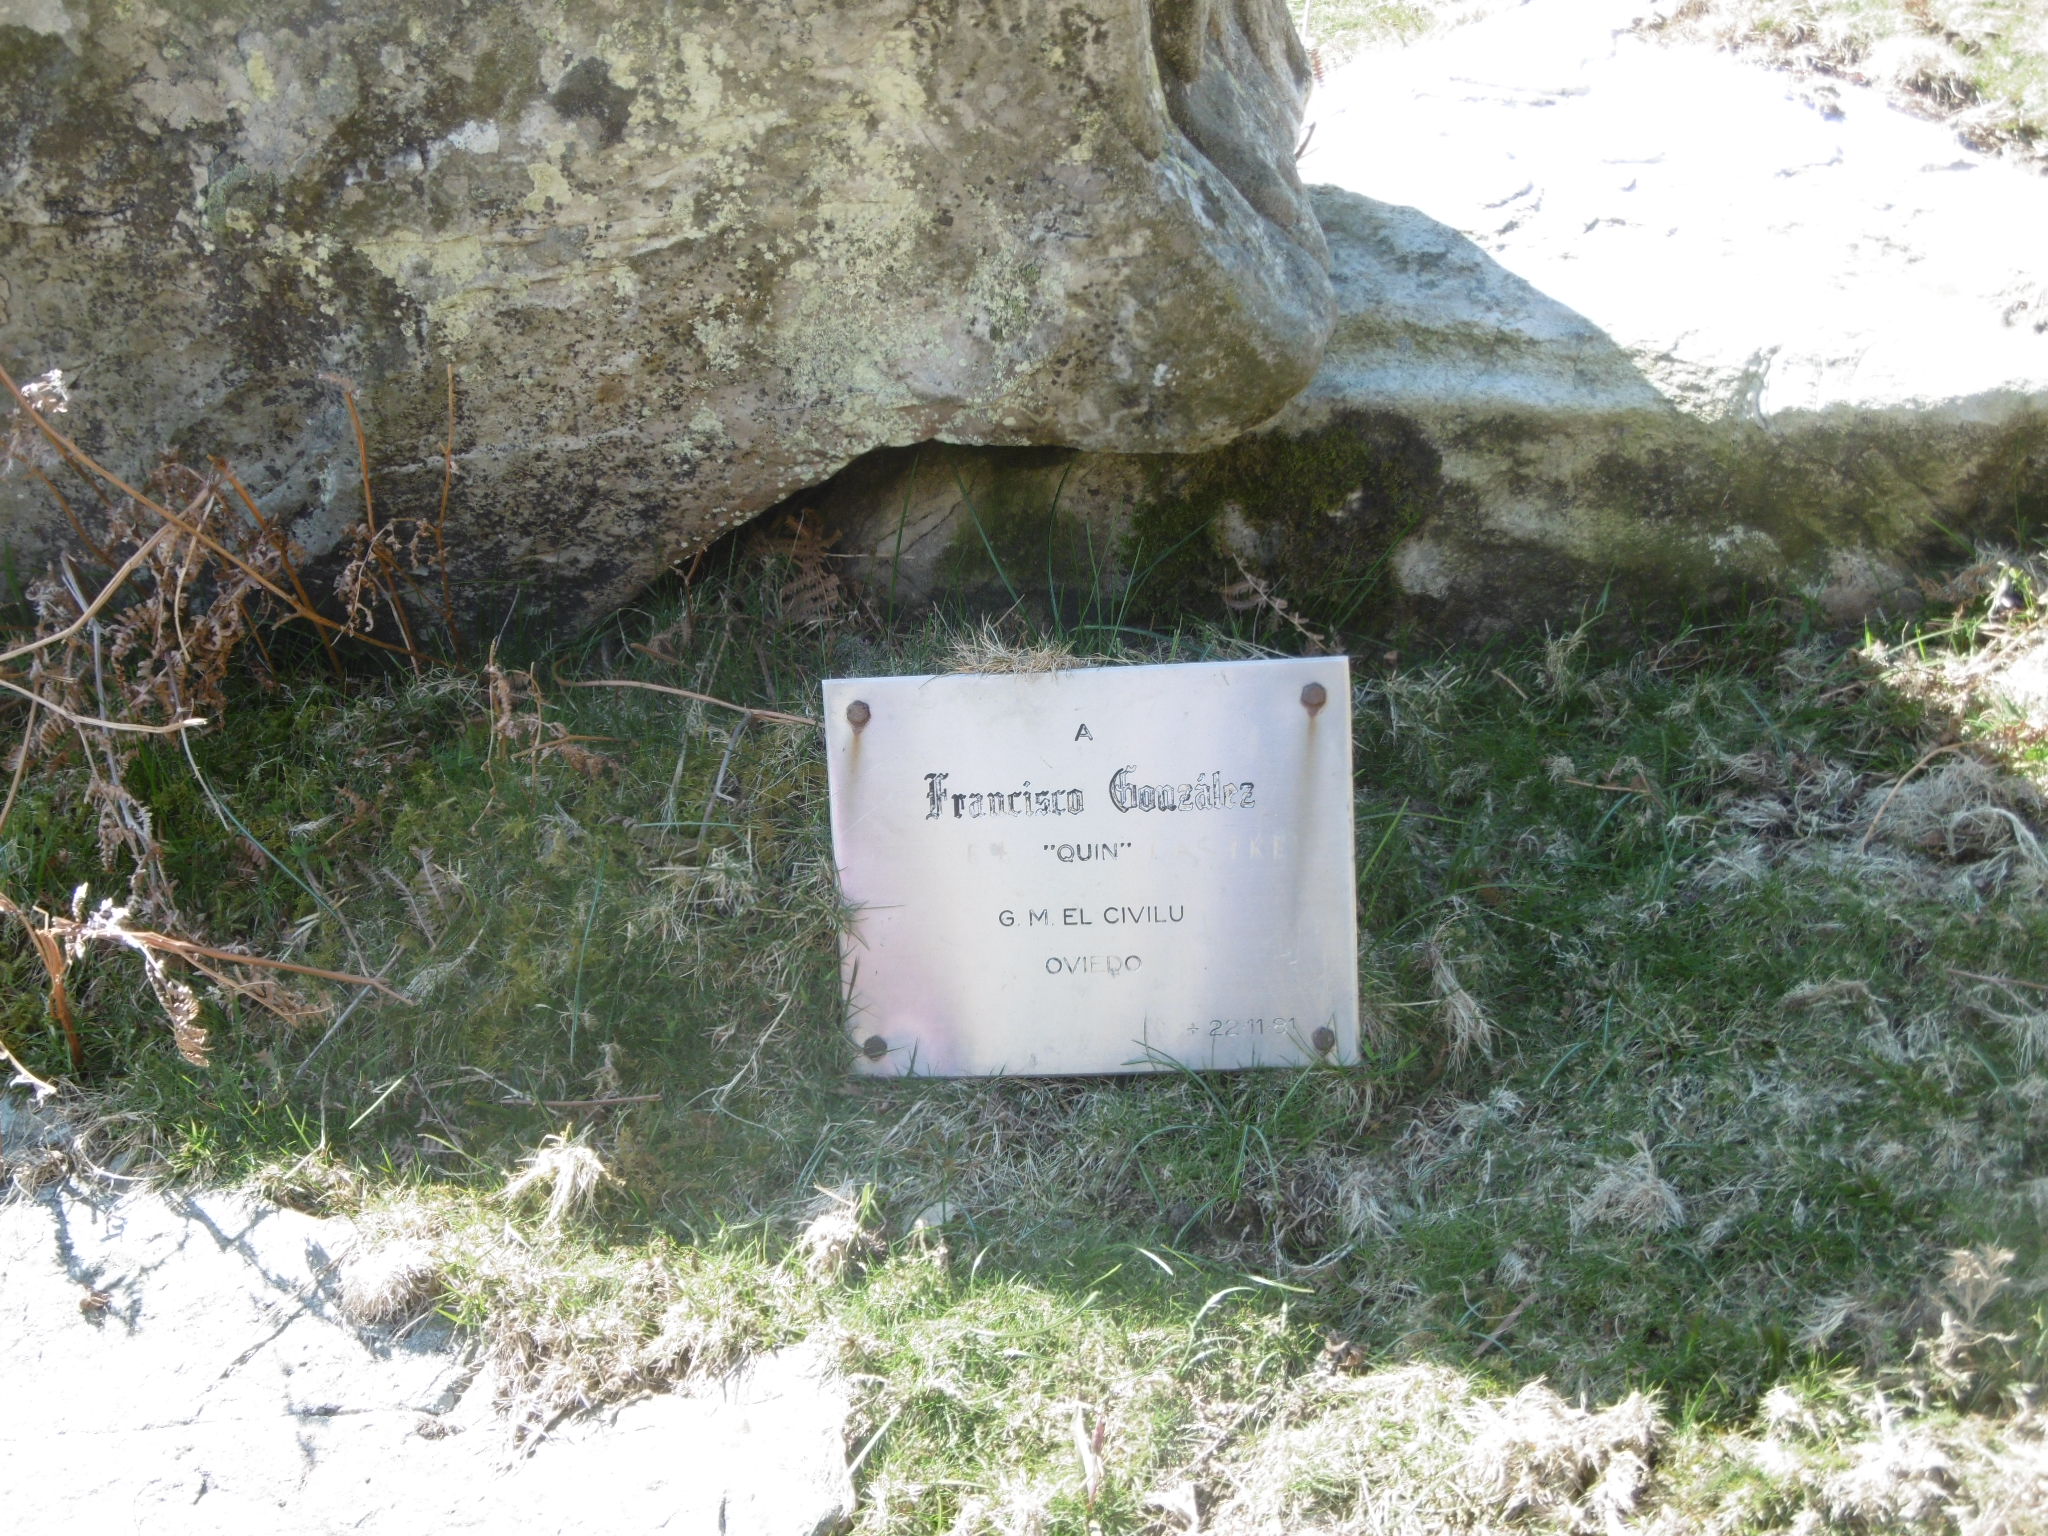 A
Francisco González
"QUIN"
G. M. EL CIVILU
OVIEDO
+ 22 11 81